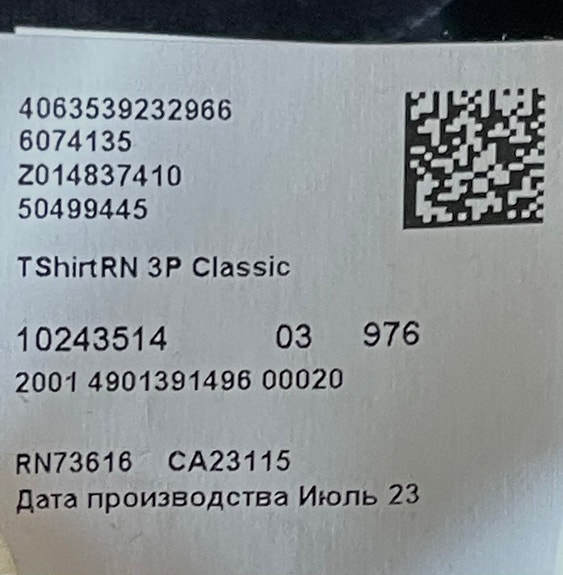 4063539232966
6074135
Z014837410
50499445
TShirtRN 3P Classic
10243514 03 976
2001 4901391496 00020
RN73616 CA23115
Дата производства Июль 23